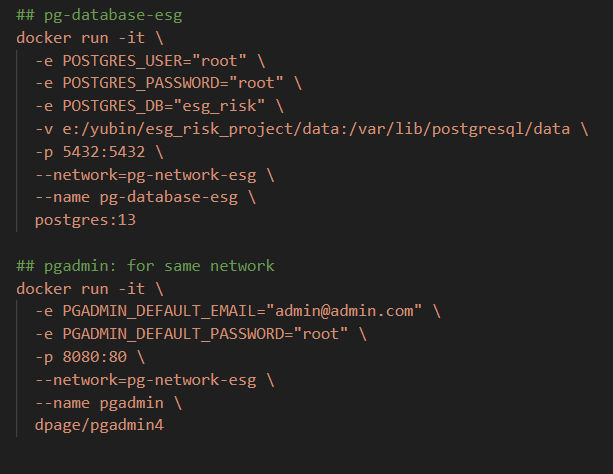 ## pg-database-esg
docker run -it \
-e POSTGRES_USER="root" \
-e POSTGRES_PASSWORD="root" \
-e POSTGRES_DB="esg_risk" \
-v e:/yubin/esg_risk_project/data:/var/lib/postgresql/data \
-p 5432:5432 \
--network=pg-network-esg \
--name pg-database-esg \
postgres:13
## pgadmin: for same network
docker run -it \
-e PGADMIN_DEFAULT_EMAIL="admin@admin.com" \
-e PGADMIN_DEFAULT_PASSWORD="root" \
-p 8080:80 \
--network=pg-network-esg \
--name pgadmin \
dpage/pgadmin4